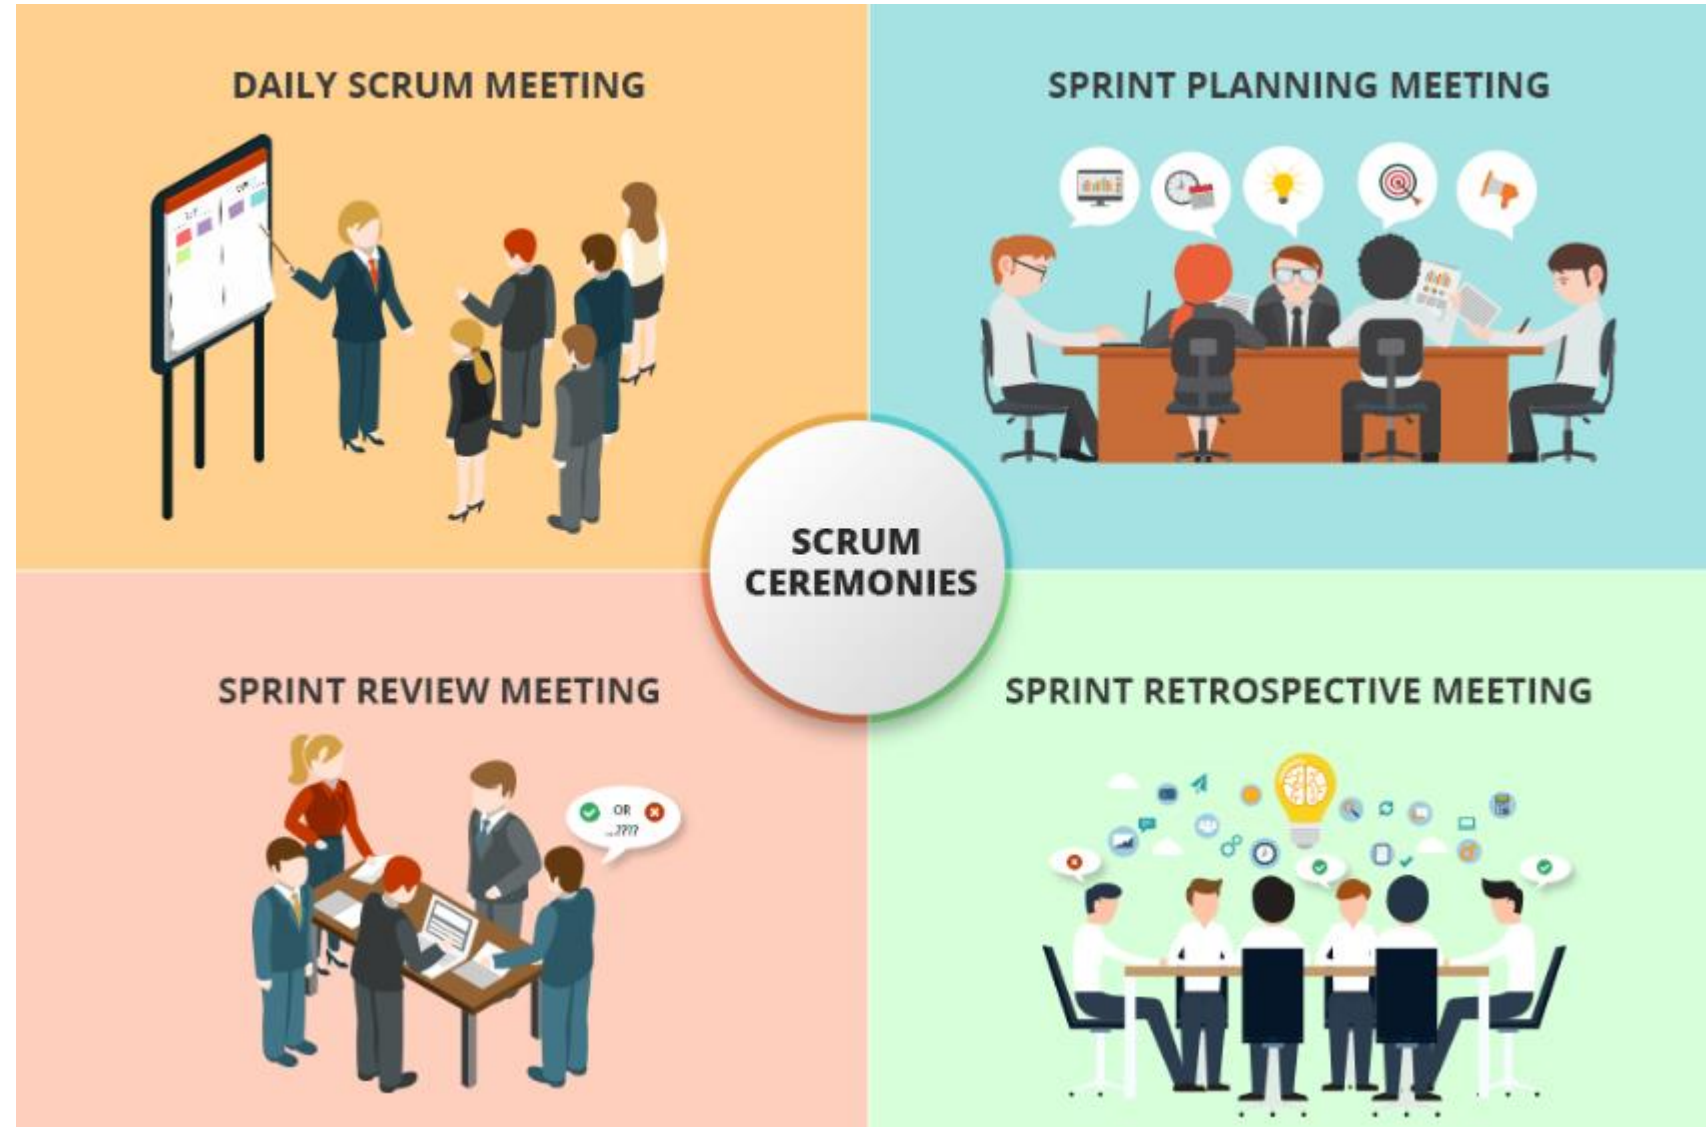 DAILY SCRUM MEETING
SPRINT PLANNING MEETING
SCRUM
CEREMONIES
SPRINT REVIEW MEETING
OR
...????
SPRINT RETROSPECTIVE MEETING